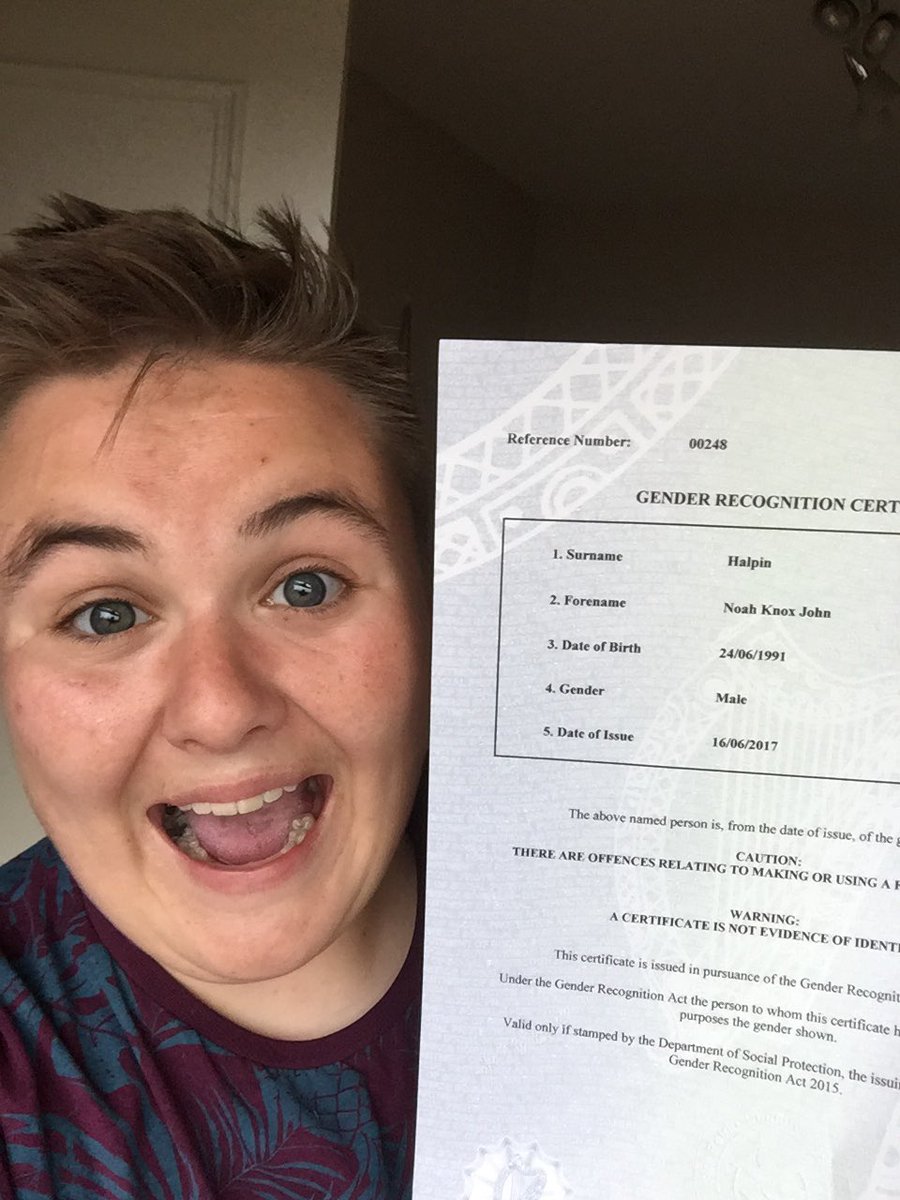 Reference Number: 00248
GENDER RECOGNITION CERT
1. Surname Halpin
2. Forename Noah Knox John
3. Date of Birth 24/06/1991
4. Gender Male
5. Date of Issue 16/06/2017
The above named person is, from the date of issue, of the g
CAUTION:
THERE ARE OFFENCES RELATING TO MAKING OR USING A F
WARNING:
A CERTIFICATE IS NOT EVIDENCE OF IDENTI
This certificate is issued in pursuance of the Gender Recognit
Under the Gender Recognition Act the person to whom this certificate h
purposes the gender shown.
Valid only if stamped by the Department of Social Protection, the issuin
Gender Recognition Act 2015.